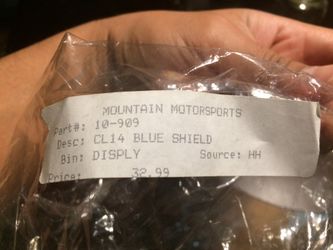 MOUNTAIN MOTORSPORTS
Part#: 10-909
Desc: CL14 BLUE SHIELD
Bin: DISPLY Source: HH
Price: 32.99